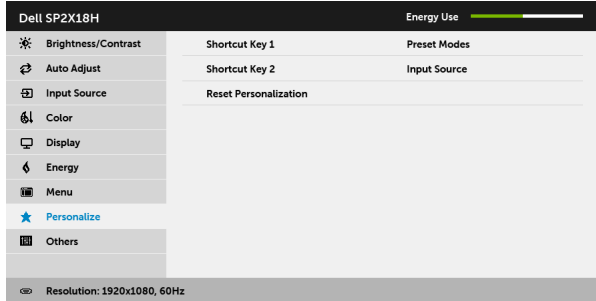 Dell SP2X18H Energy Use
Brightness/Contrast Shortcut Key 1 Preset Modes
Auto Adjust Shortcut Key 2 Input Source
Input Source Reset Personalization
Color
Display
Energy
Menu
Personalize
Others
Resolution: 1920x1080, 60Hz